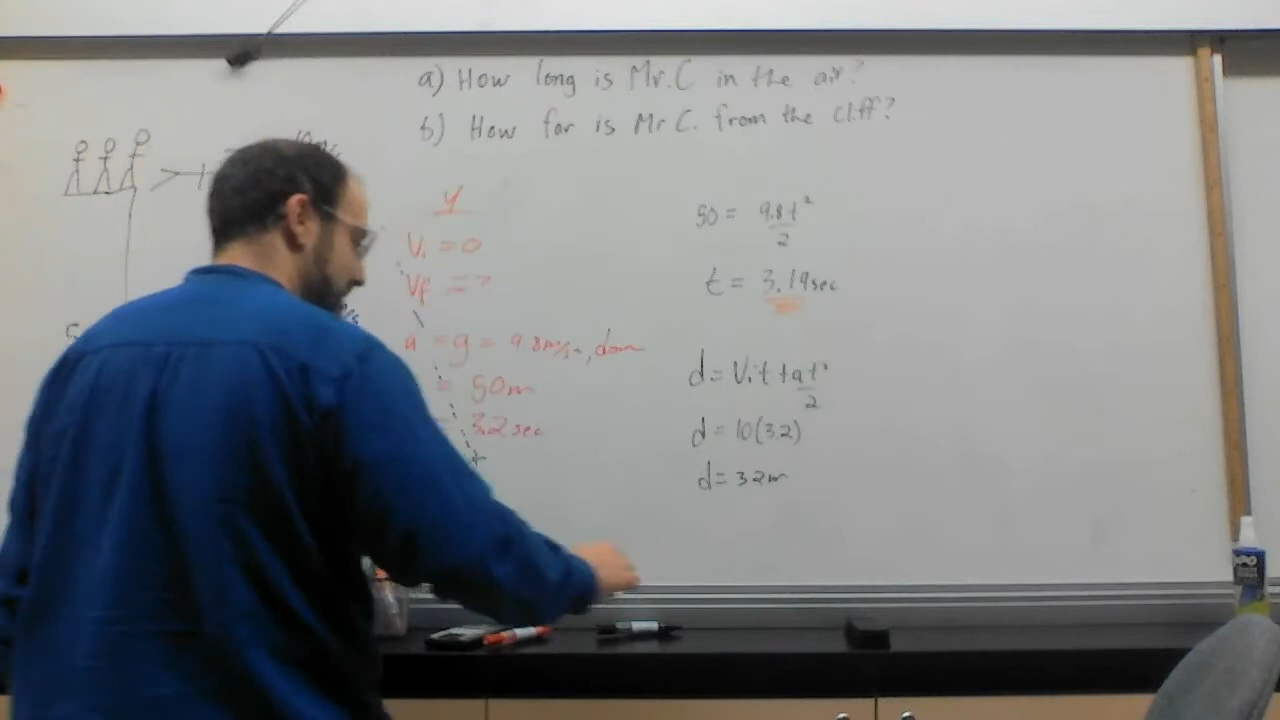 a) How long is Mr. C in the air?
b) How far is Mr C. from the cliff?
y
Vi = 0
Vf = ?
a = g = 9.8m/s², down
= 50m
= 3.2 sec
50 = 9.8t²/2
t = 3.19sec
d = Vit + at²/2
d = 10(3.2)
d = 32m